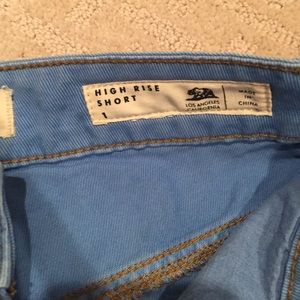 HIGH RISE
SHORT
1
LOS ANGELES
CALIFORNIA
MADE
IN
CHINA